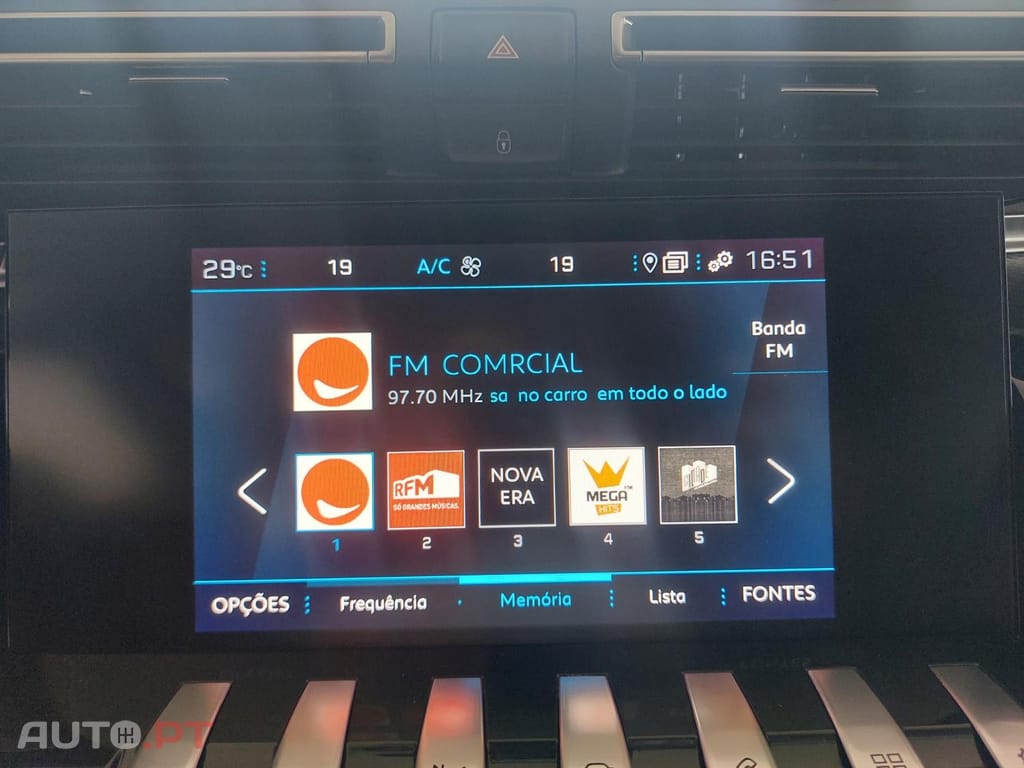 29°C 19 A/C 19 16:51
Banda
FM
FM COMRCIAL
97.70 MHz sa no carro em todo o lado
RFM
SÓ GRANDES MÚSICAS.
NOVA
ERA
MEGA FM
HITS
1 2 3 4 5
OPÇÕES Frequência Memória Lista FONTES
AUTO.PT